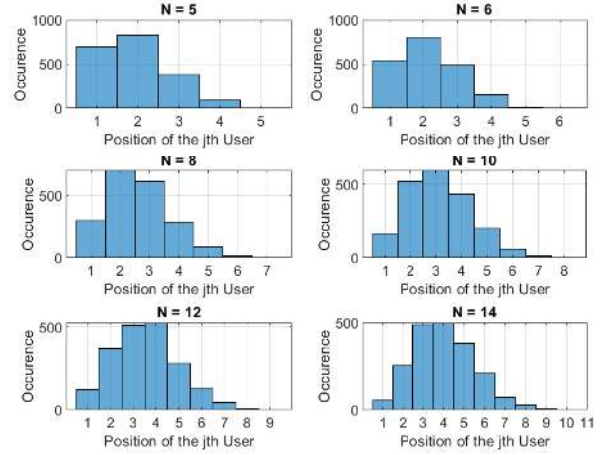 N = 5
1000
500
0
Occurence
1 2 3 4 5
Position of the jth User
N = 6
1000
500
0
Occurence
1 2 3 4 5 6
Position of the jth User
N = 8
500
0
Occurence
1 2 3 4 5 6 7
Position of the jth User
N = 10
500
0
Occurence
1 2 3 4 5 6 7 8
Position of the jth User
N = 12
500
0
Occurence
1 2 3 4 5 6 7 8 9
Position of the jth User
N = 14
500
0
Occurence
1 2 3 4 5 6 7 8 9 10 11
Position of the jth User